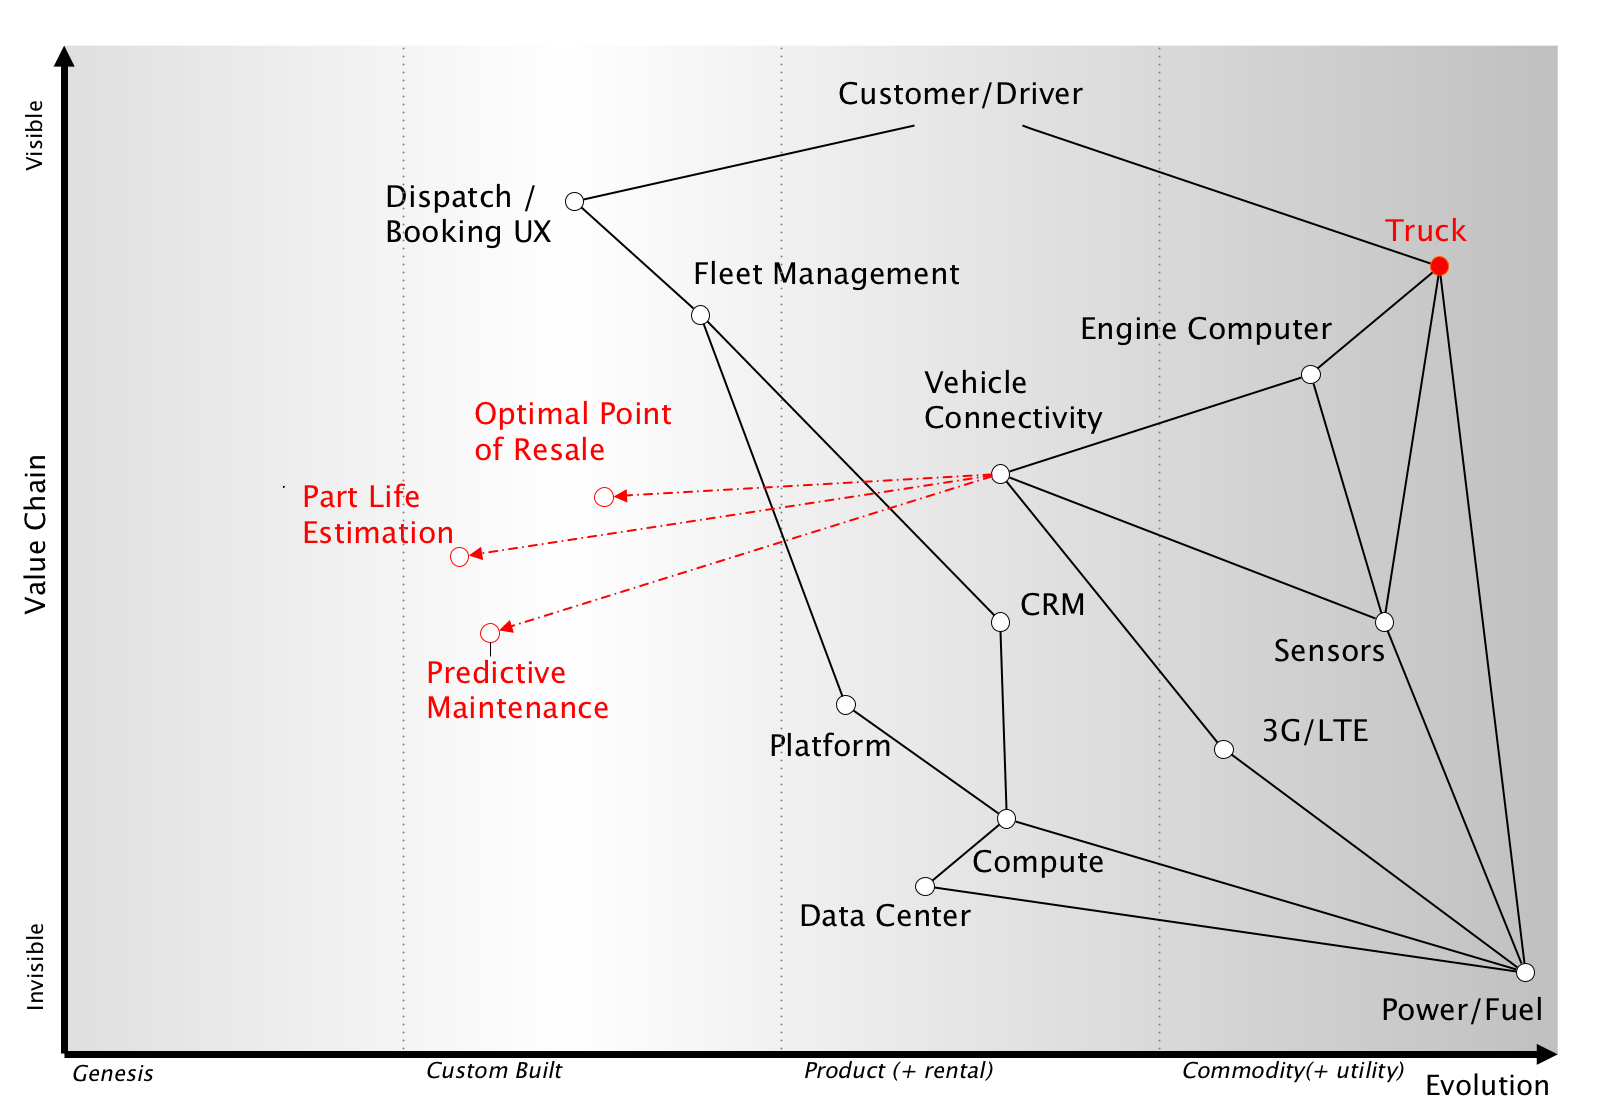 Customer/Driver
Visible
Dispatch /
Booking UX
Truck
Fleet Management
Engine Computer
Vehicle
Connectivity
Optimal Point
of Resale
Part Life
Estimation
Value Chain
CRM
Sensors
Predictive
Maintenance
3G/LTE
Platform
Compute
Data Center
Invisible
Power/Fuel
Genesis
Custom Built
Product (+ rental)
Commodity(+ utility)
Evolution